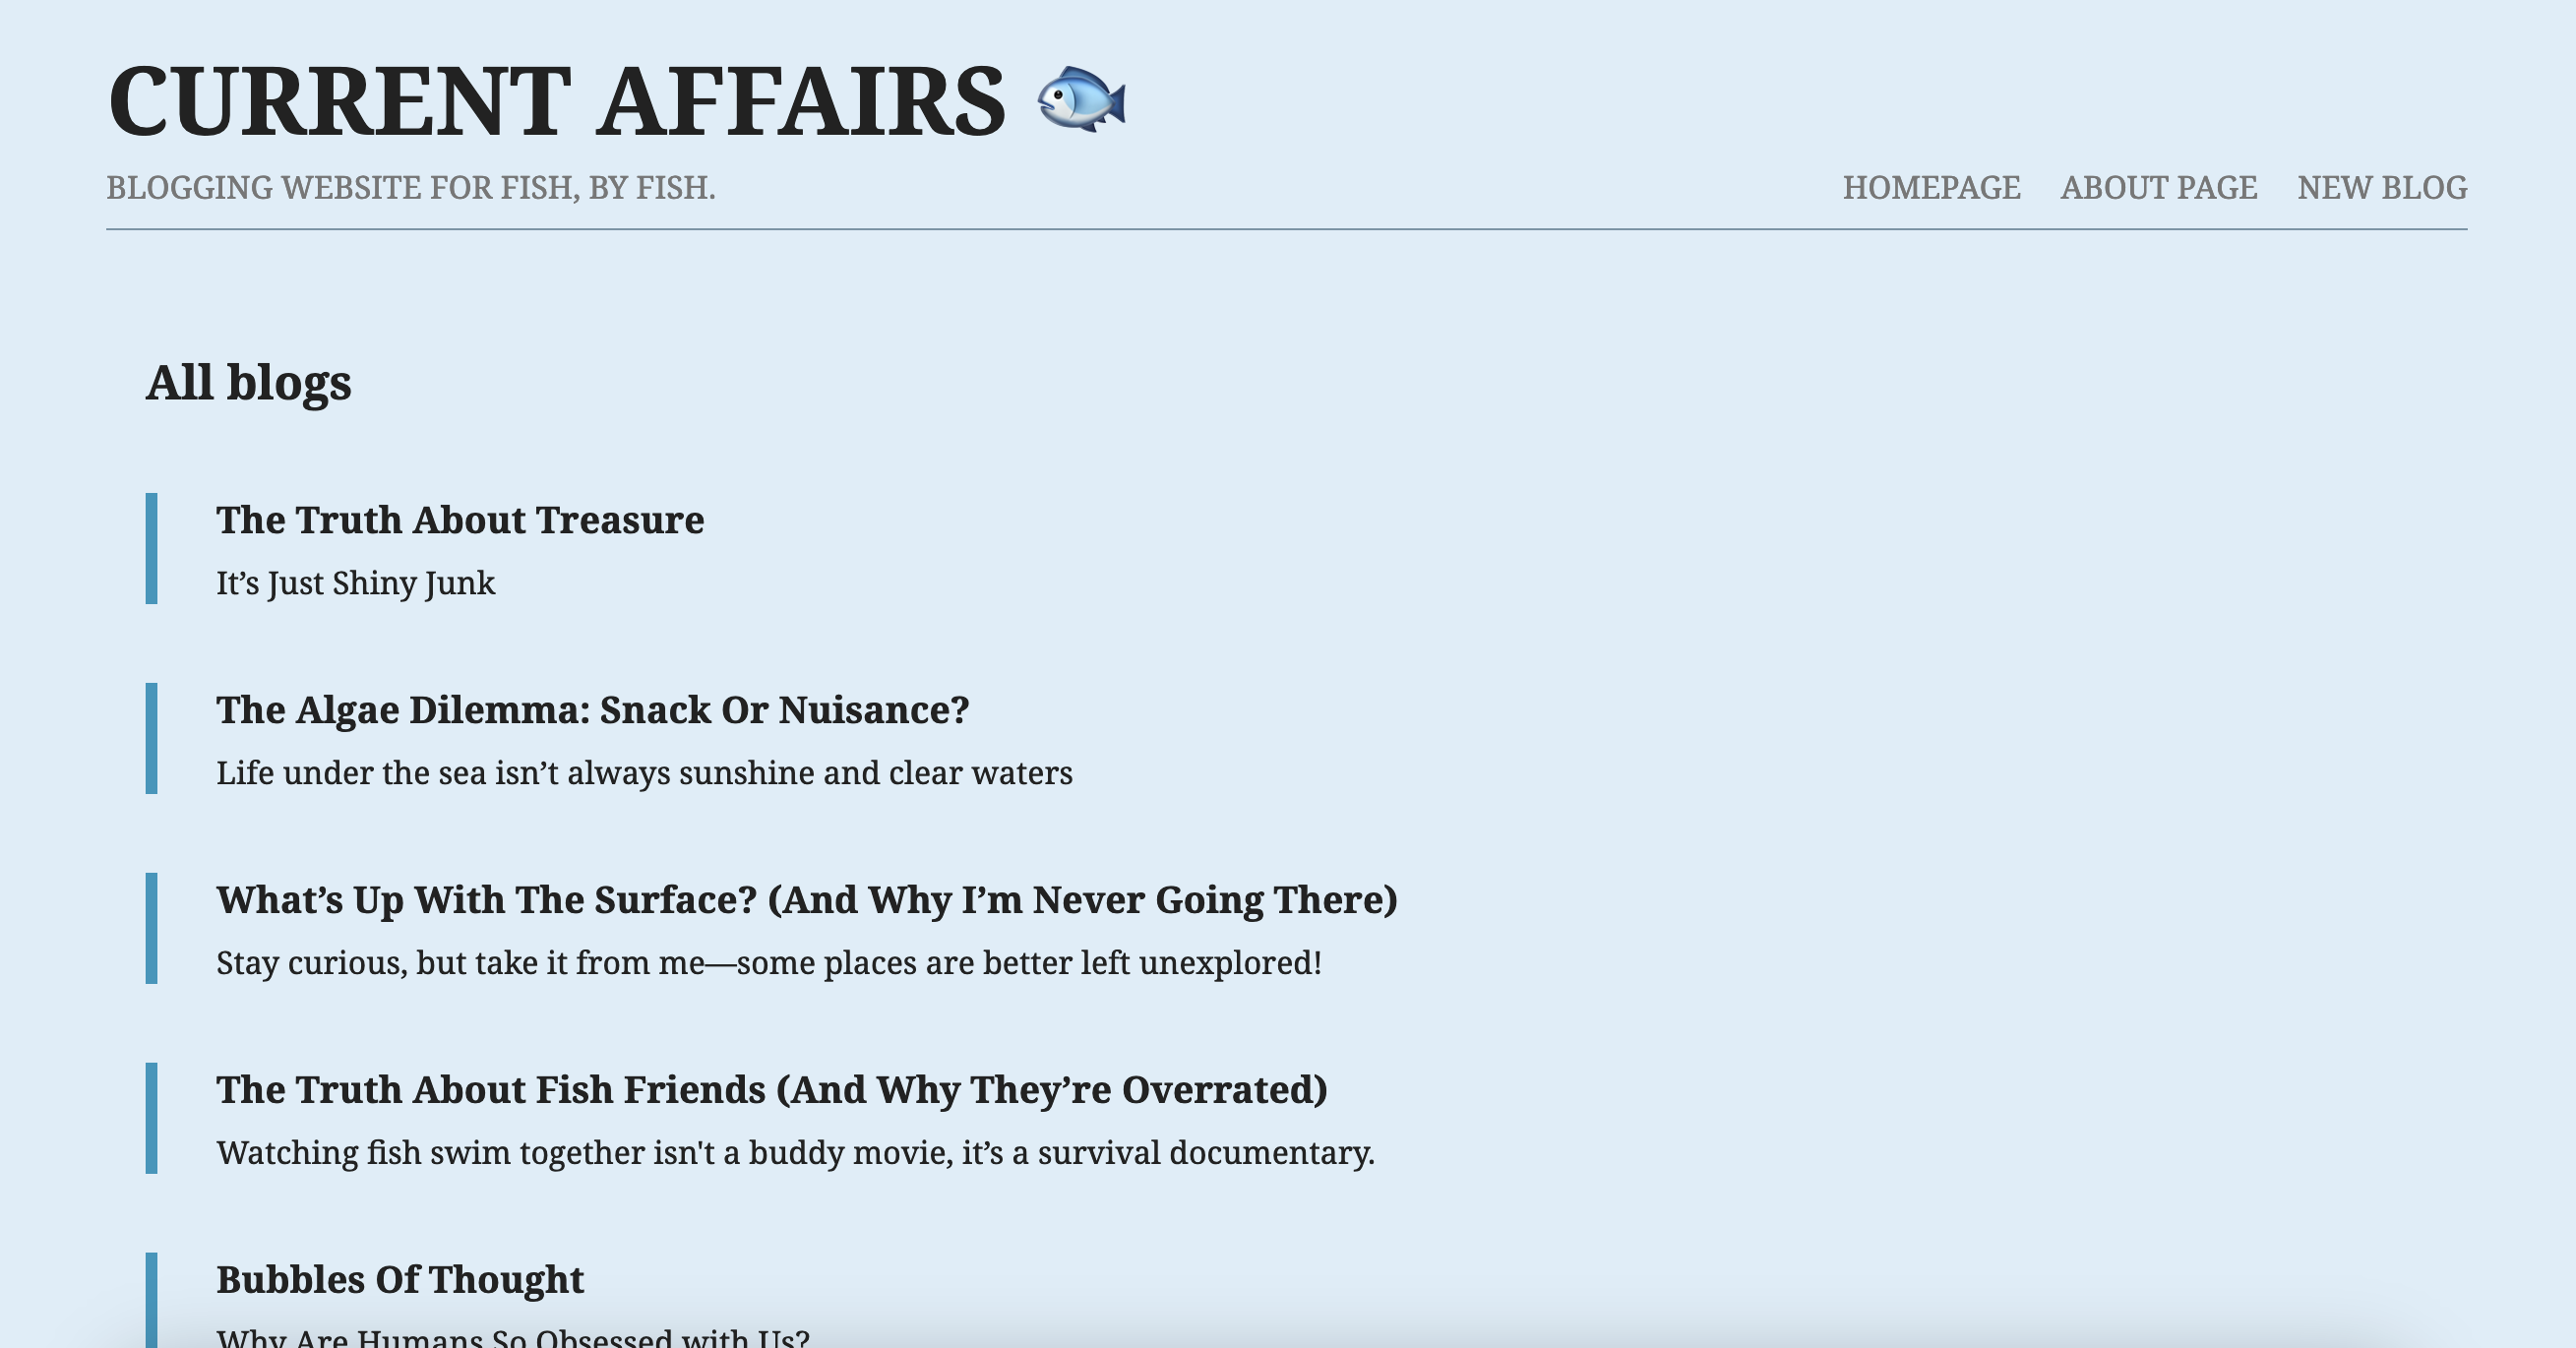 CURRENT AFFAIRS
BLOGGING WEBSITE FOR FISH, BY FISH.
HOMEPAGE ABOUT PAGE NEW BLOG
All blogs
The Truth About Treasure
It’s Just Shiny Junk
The Algae Dilemma: Snack Or Nuisance?
Life under the sea isn’t always sunshine and clear waters
What’s Up With The Surface? (And Why I’m Never Going There)
Stay curious, but take it from me—some places are better left unexplored!
The Truth About Fish Friends (And Why They’re Overrated)
Watching fish swim together isn't a buddy movie, it’s a survival documentary.
Bubbles Of Thought
Why Are Humans So Obsessed with Us?